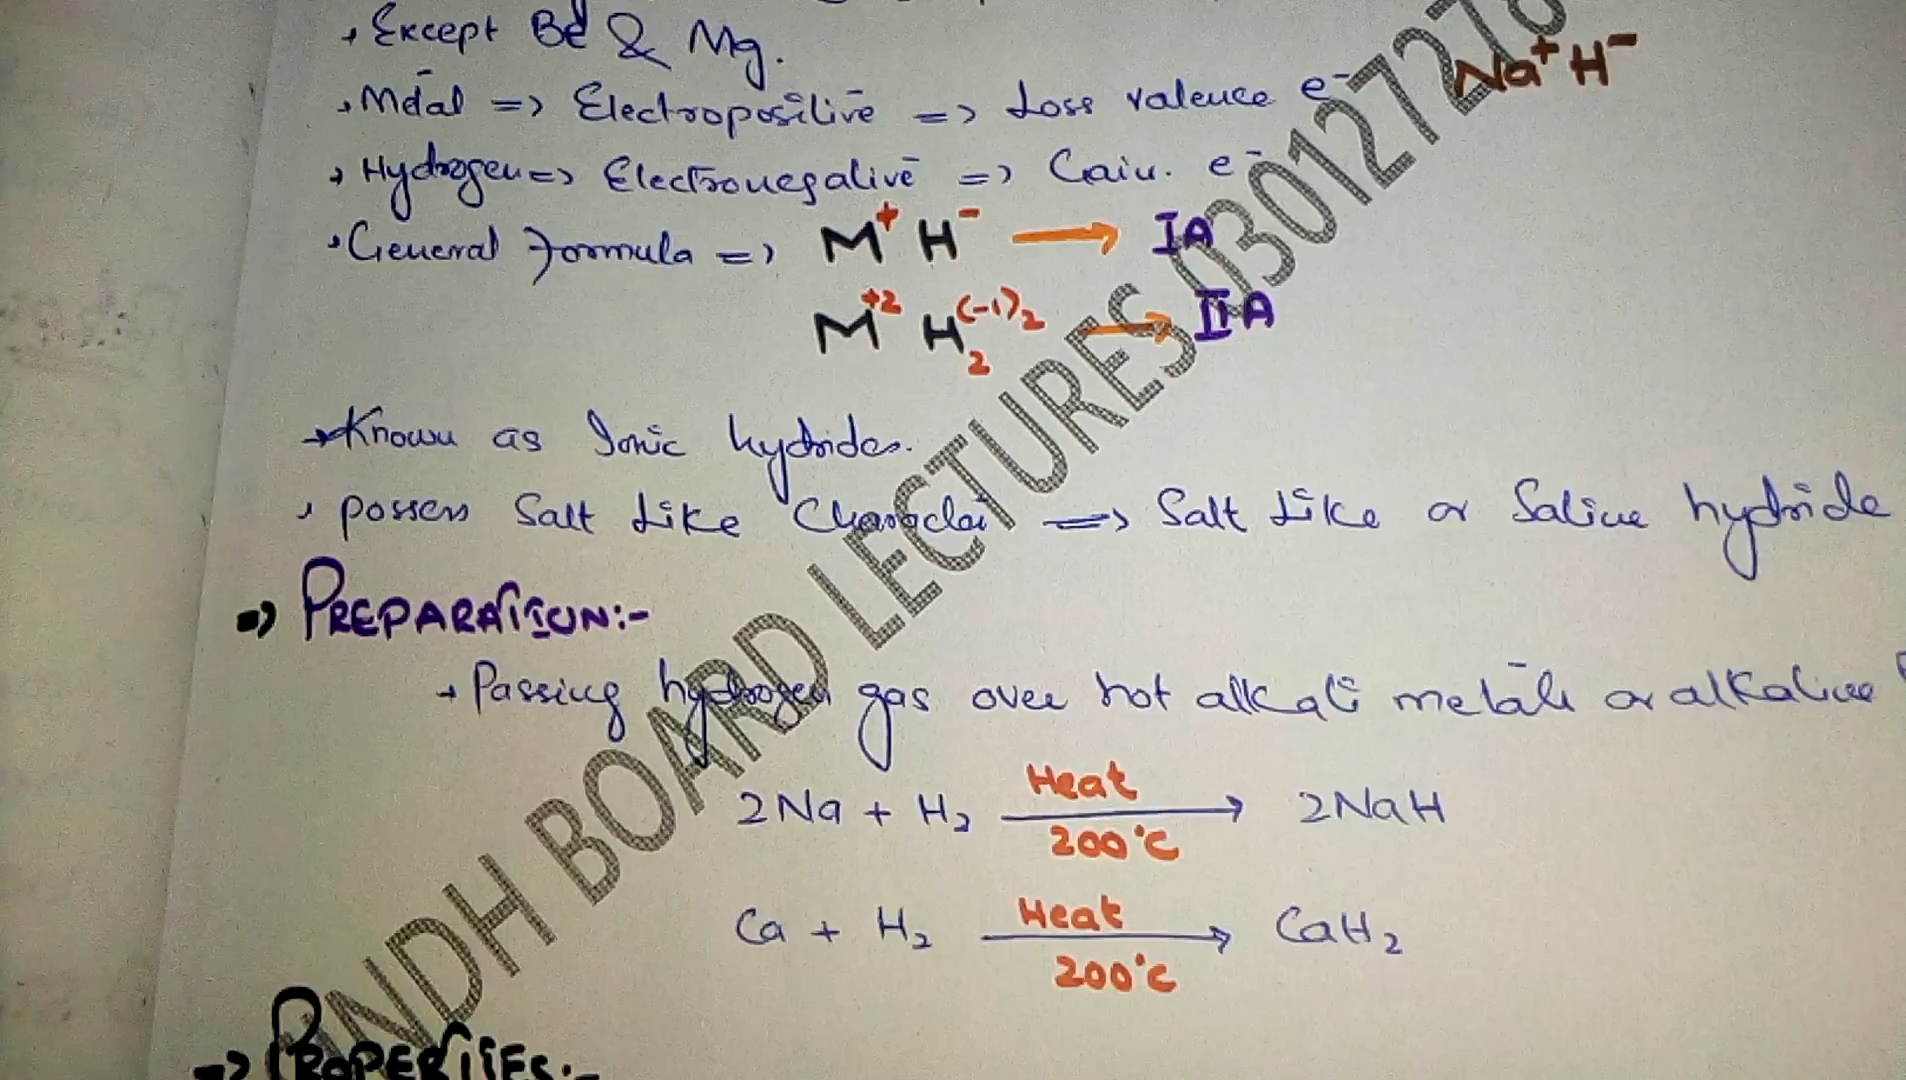 Except Be & Mg.
Na⁺ H⁻
Metal => Electropositive => Loss valence e⁻
Hydrogen => Electronegative => Gain. e⁻
General Formula => M⁺ H⁻ → IA
M⁺² H₂⁽⁻¹⁾² → IIA
Known as Ionic hydrides.
Possess Salt Like => Salt Like or Saline hydride
=> PREPARATION:-
Passing hydrogen gas over hot alkali metals or alkaline
2Na + H₂ Heat 200°C → 2NaH
Ca + H₂ Heat 200°C → CaH₂
=> PROPERTIES:-
SINDH BOARD LECTURES 0301272